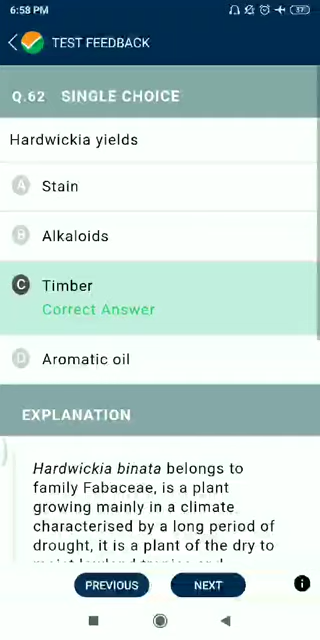 6:58 PM
37
TEST FEEDBACK
Q.62 SINGLE CHOICE
Hardwickia yields
A Stain
B Alkaloids
C Timber
Correct Answer
D Aromatic oil
EXPLANATION
Hardwickia binata belongs to
family Fabaceae, is a plant
growing mainly in a climate
characterised by a long period of
drought, it is a plant of the dry to
PREVIOUS NEXT